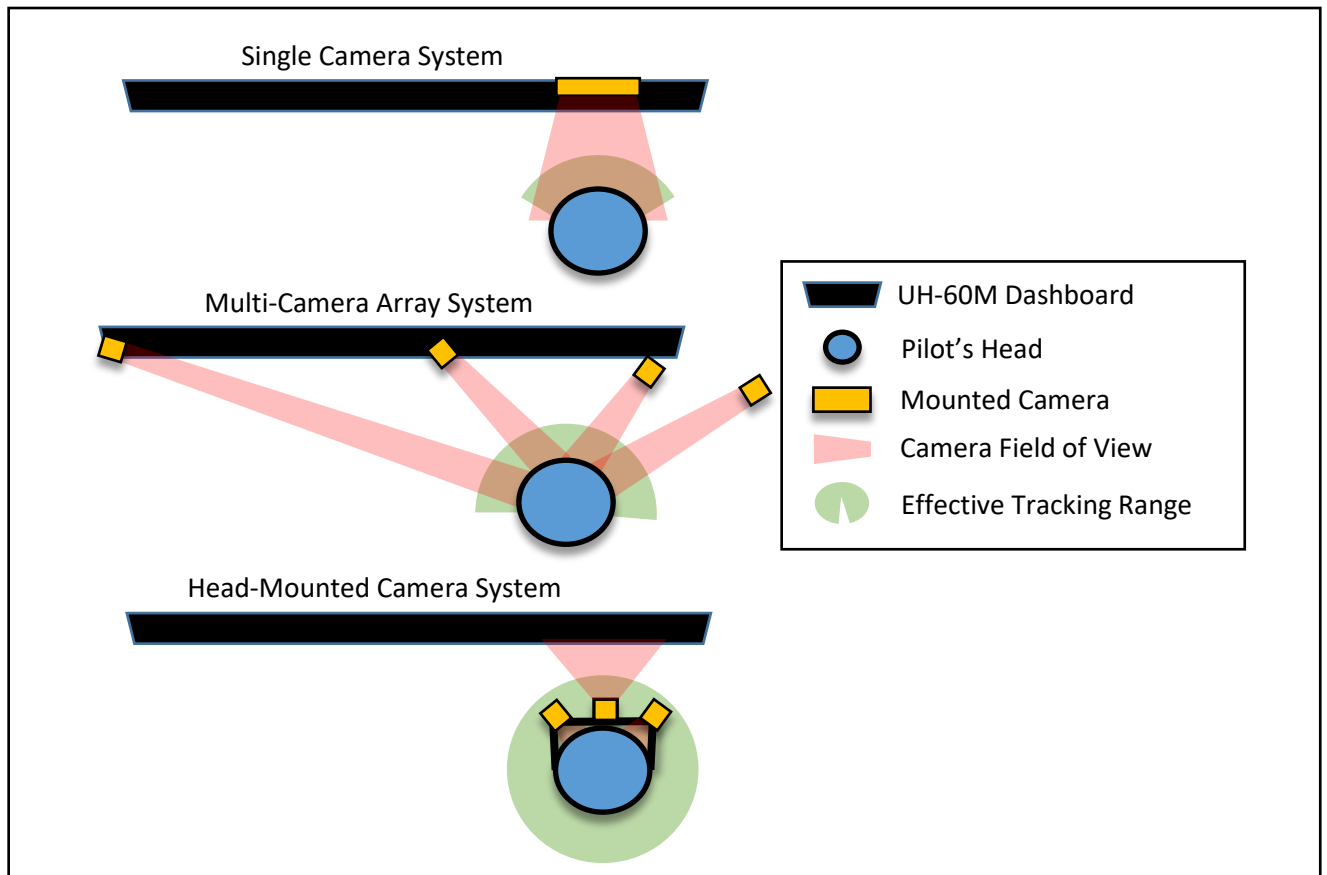 Single Camera System
Multi-Camera Array System
Head-Mounted Camera System
UH-60M Dashboard
Pilot’s Head
Mounted Camera
Camera Field of View
Effective Tracking Range